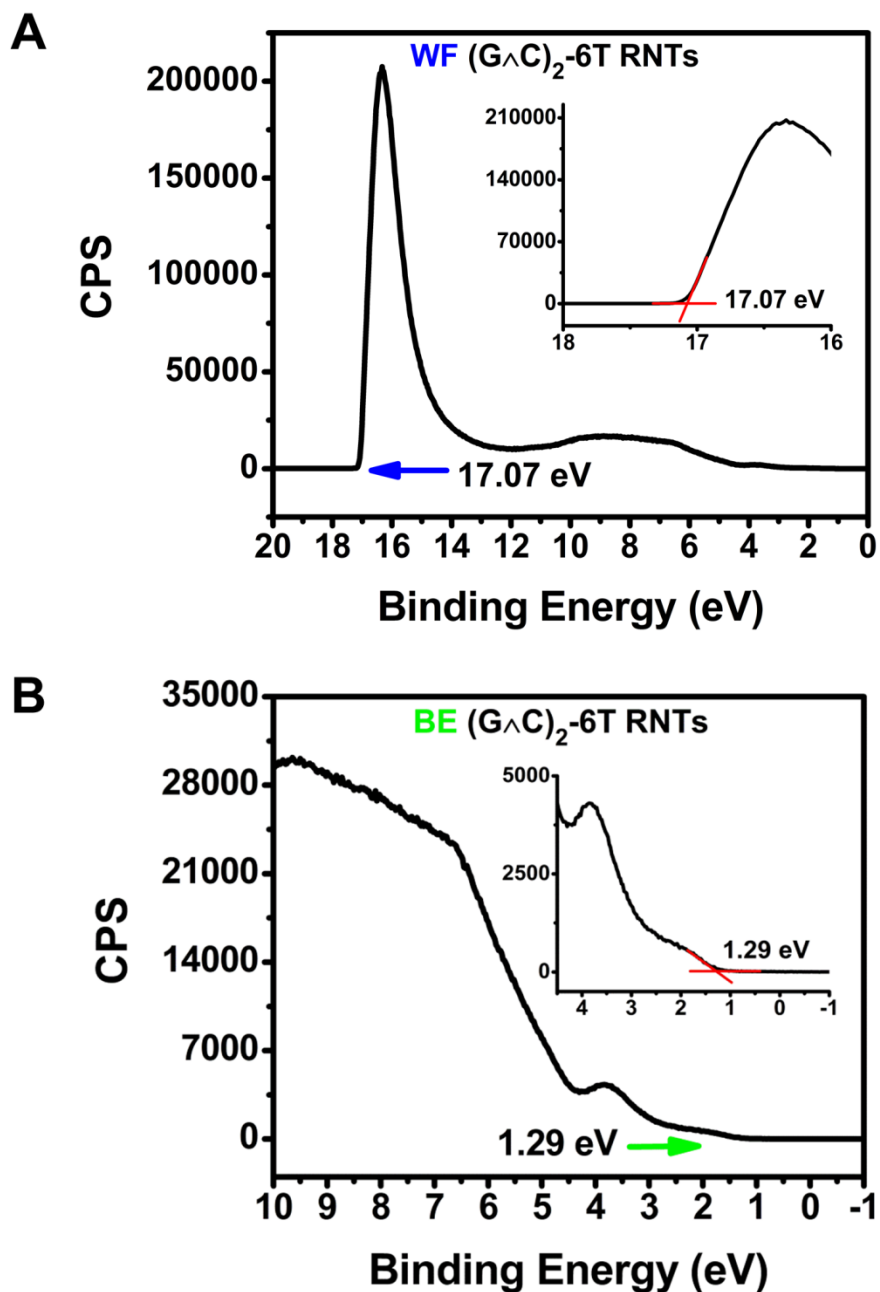 A
WF (G∧C)₂-6T RNTs
CPS
200000
150000
100000
50000
0
20 18 16 14 12 10 8 6 4 2 0
Binding Energy (eV)
17.07 eV
210000
140000
70000
0
18 17 16
17.07 eV
B
BE (G∧C)₂-6T RNTs
CPS
35000
28000
21000
14000
7000
0
10 9 8 7 6 5 4 3 2 1 0 -1
Binding Energy (eV)
1.29 eV
5000
2500
0
4 3 2 1 0 -1
1.29 eV